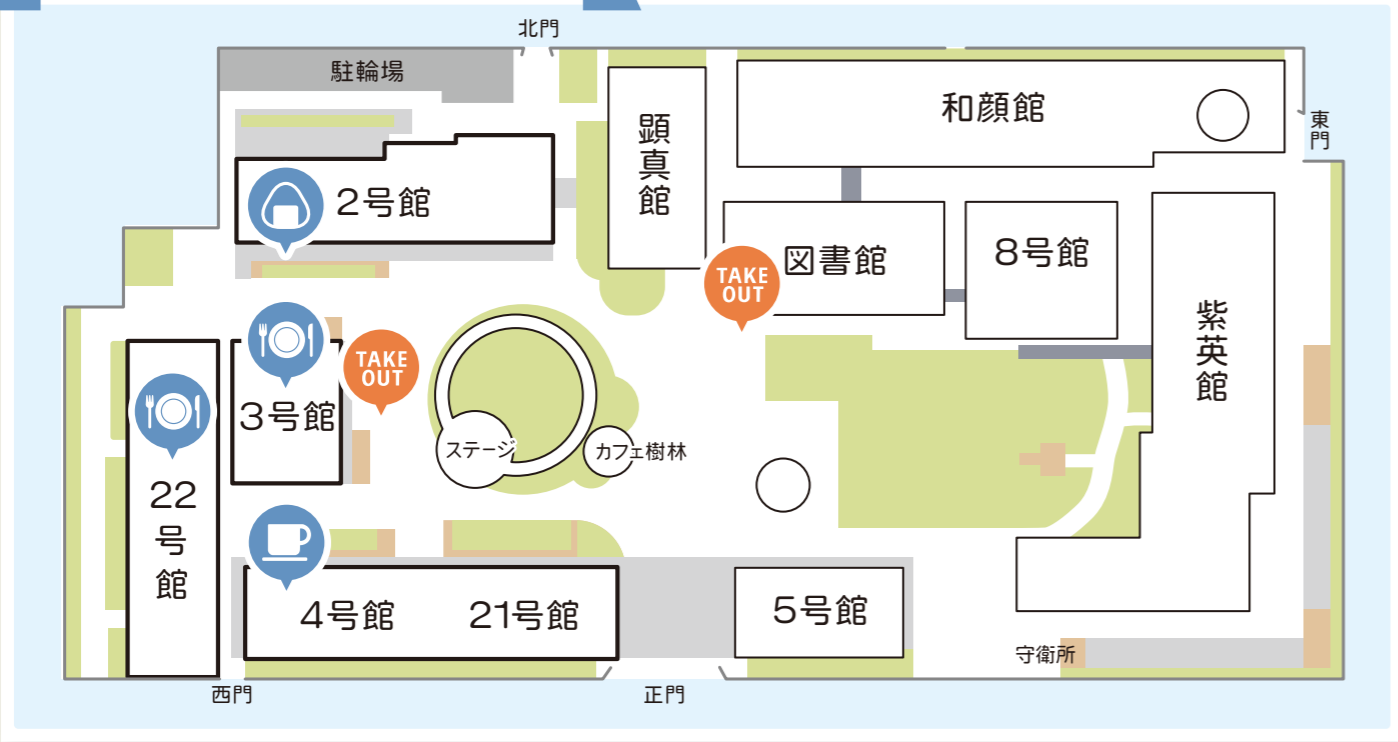 北門
駐輪場
顕真館
和顔館
東門
2号館
TAKE
OUT
図書館
8号館
紫英館
3号館
TAKE
OUT
ステージ
カフェ樹林
22
号
館
4号館
21号館
5号館
守衛所
西門
正門